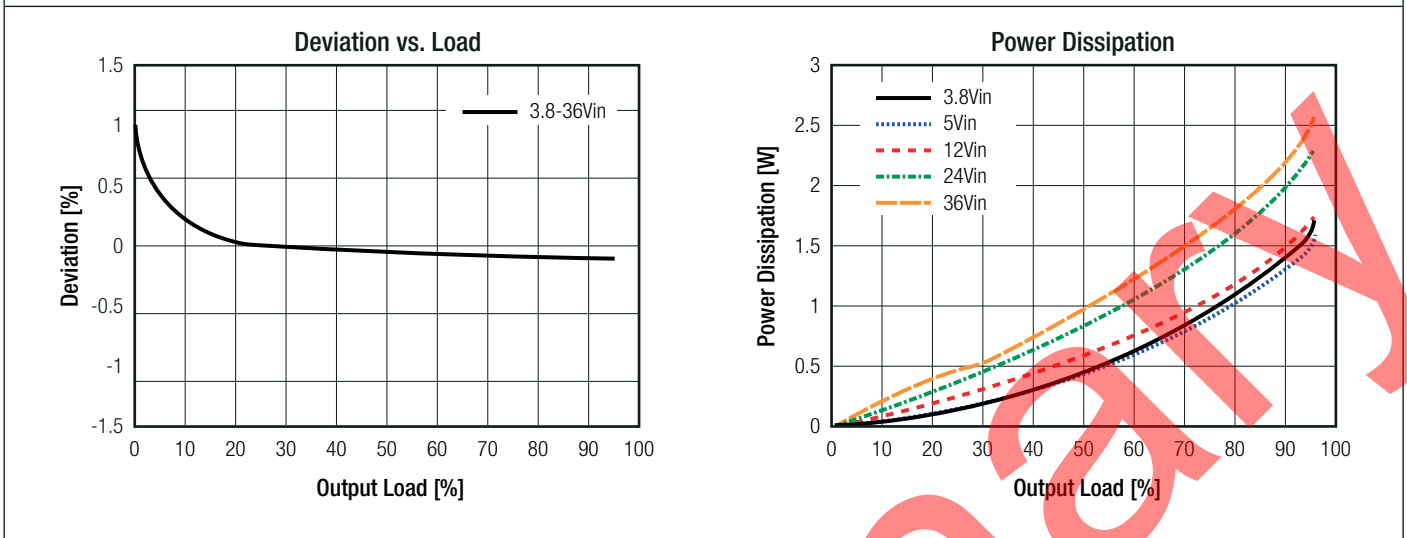 Deviation vs. Load
1.5
1
0.5
0
-0.5
-1
-1.5
Deviation [%]
3.8-36Vin
0 10 20 30 40 50 60 70 80 90 100
Output Load [%]
Power Dissipation
3
2.5
2
1.5
1
0.5
0
Power Dissipation [W]
3.8Vin
5Vin
12Vin
24Vin
36Vin
0 10 20 30 40 50 60 70 80 90 100
Output Load [%]
ary